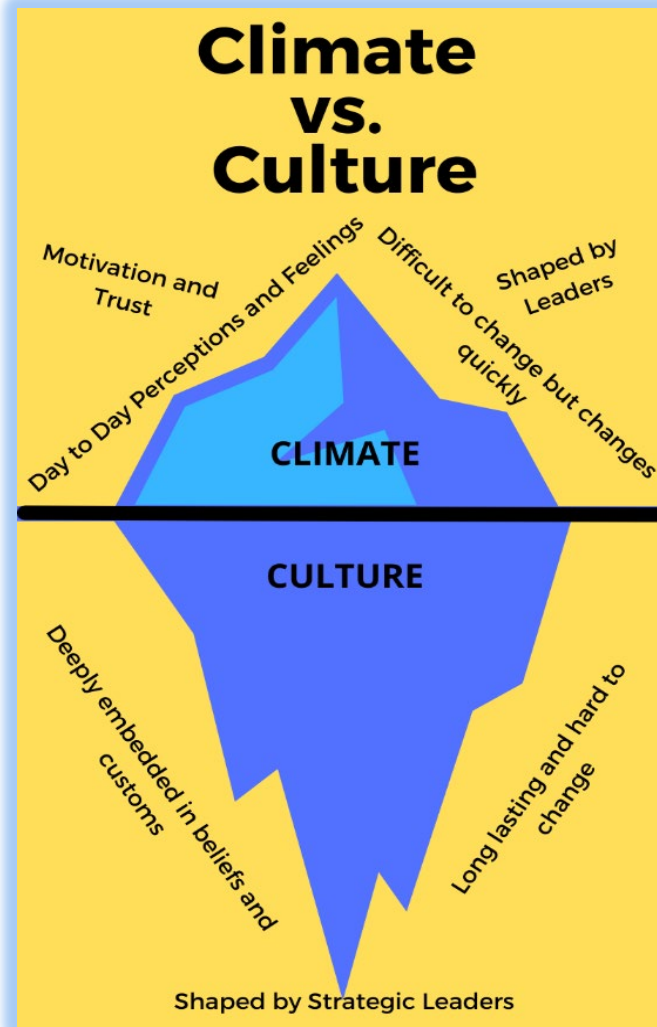 Climate
vs.
Culture
Motivation and
Trust
Day to Day Perceptions and Feelings
Difficult to change but changes
quickly
Shaped by
Leaders
CLIMATE
CULTURE
Deeply embedded in beliefs and
customs
Long lasting and hard to
change
Shaped by Strategic Leaders